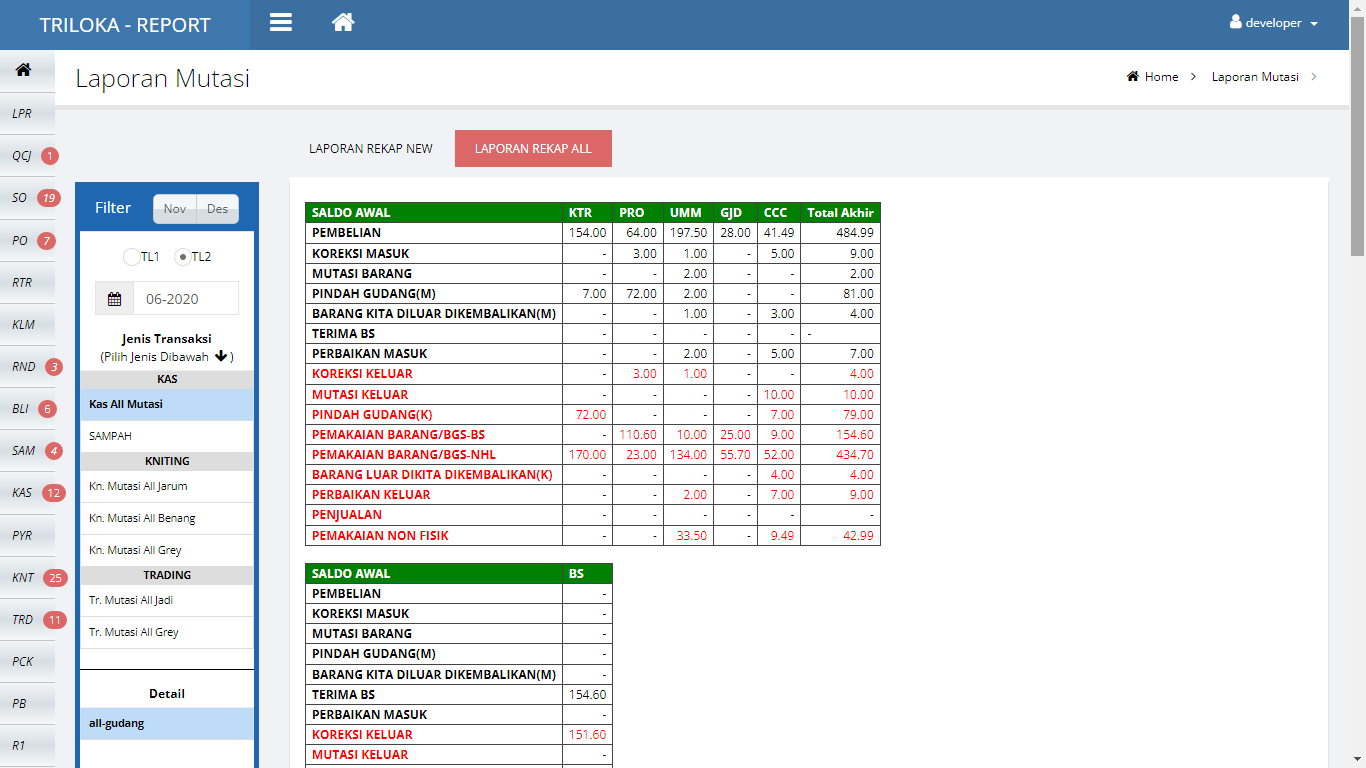 TRILOKA - REPORT
developer
Laporan Mutasi
Home > Laporan Mutasi >
LPR
QCJ 1
SO 19
PO 7
RTR
KLM
RND 3
BLI 6
SAM 4
KAS 12
PYR
KNT 25
TRD 11
PCK
PB
R1
LAPORAN REKAP NEW
LAPORAN REKAP ALL
Filter
Nov Des
TL1 TL2
06-2020
Jenis Transaksi
(Pilih Jenis Dibawah )
KAS
Kas All Mutasi
SAMPAH
KNITING
Kn. Mutasi All Jarum
Kn. Mutasi All Benang
Kn. Mutasi All Grey
TRADING
Tr. Mutasi All Jadi
Tr. Mutasi All Grey
Detail
all-gudang
SALDO AWAL KTR PRO UMM GJD CCC Total Akhir
PEMBELIAN 154.00 64.00 197.50 28.00 41.49 484.99
KOREKSI MASUK - 3.00 1.00 - 5.00 9.00
MUTASI BARANG - - 2.00 - - 2.00
PINDAH GUDANG(M) 7.00 72.00 2.00 - - 81.00
BARANG KITA DILUAR DIKEMBALIKAN(M) - - 1.00 - 3.00 4.00
TERIMA BS - - - - - -
PERBAIKAN MASUK - - 2.00 - 5.00 7.00
KOREKSI KELUAR - 3.00 1.00 - - 4.00
MUTASI KELUAR - - - - 10.00 10.00
PINDAH GUDANG(K) 72.00 - - - 7.00 79.00
PEMAKAIAN BARANG/BGS-BS - 110.60 10.00 25.00 9.00 154.60
PEMAKAIAN BARANG/BGS-NHL 170.00 23.00 134.00 55.70 52.00 434.70
BARANG LUAR DIKITA DIKEMBALIKAN(K) - - - - 4.00 4.00
PERBAIKAN KELUAR - - 2.00 - 7.00 9.00
PENJUALAN - - - - - -
PEMAKAIAN NON FISIK - - 33.50 - 9.49 42.99
SALDO AWAL BS
PEMBELIAN -
KOREKSI MASUK -
MUTASI BARANG -
PINDAH GUDANG(M) -
BARANG KITA DILUAR DIKEMBALIKAN(M) -
TERIMA BS 154.60
PERBAIKAN MASUK -
KOREKSI KELUAR 151.60
MUTASI KELUAR -